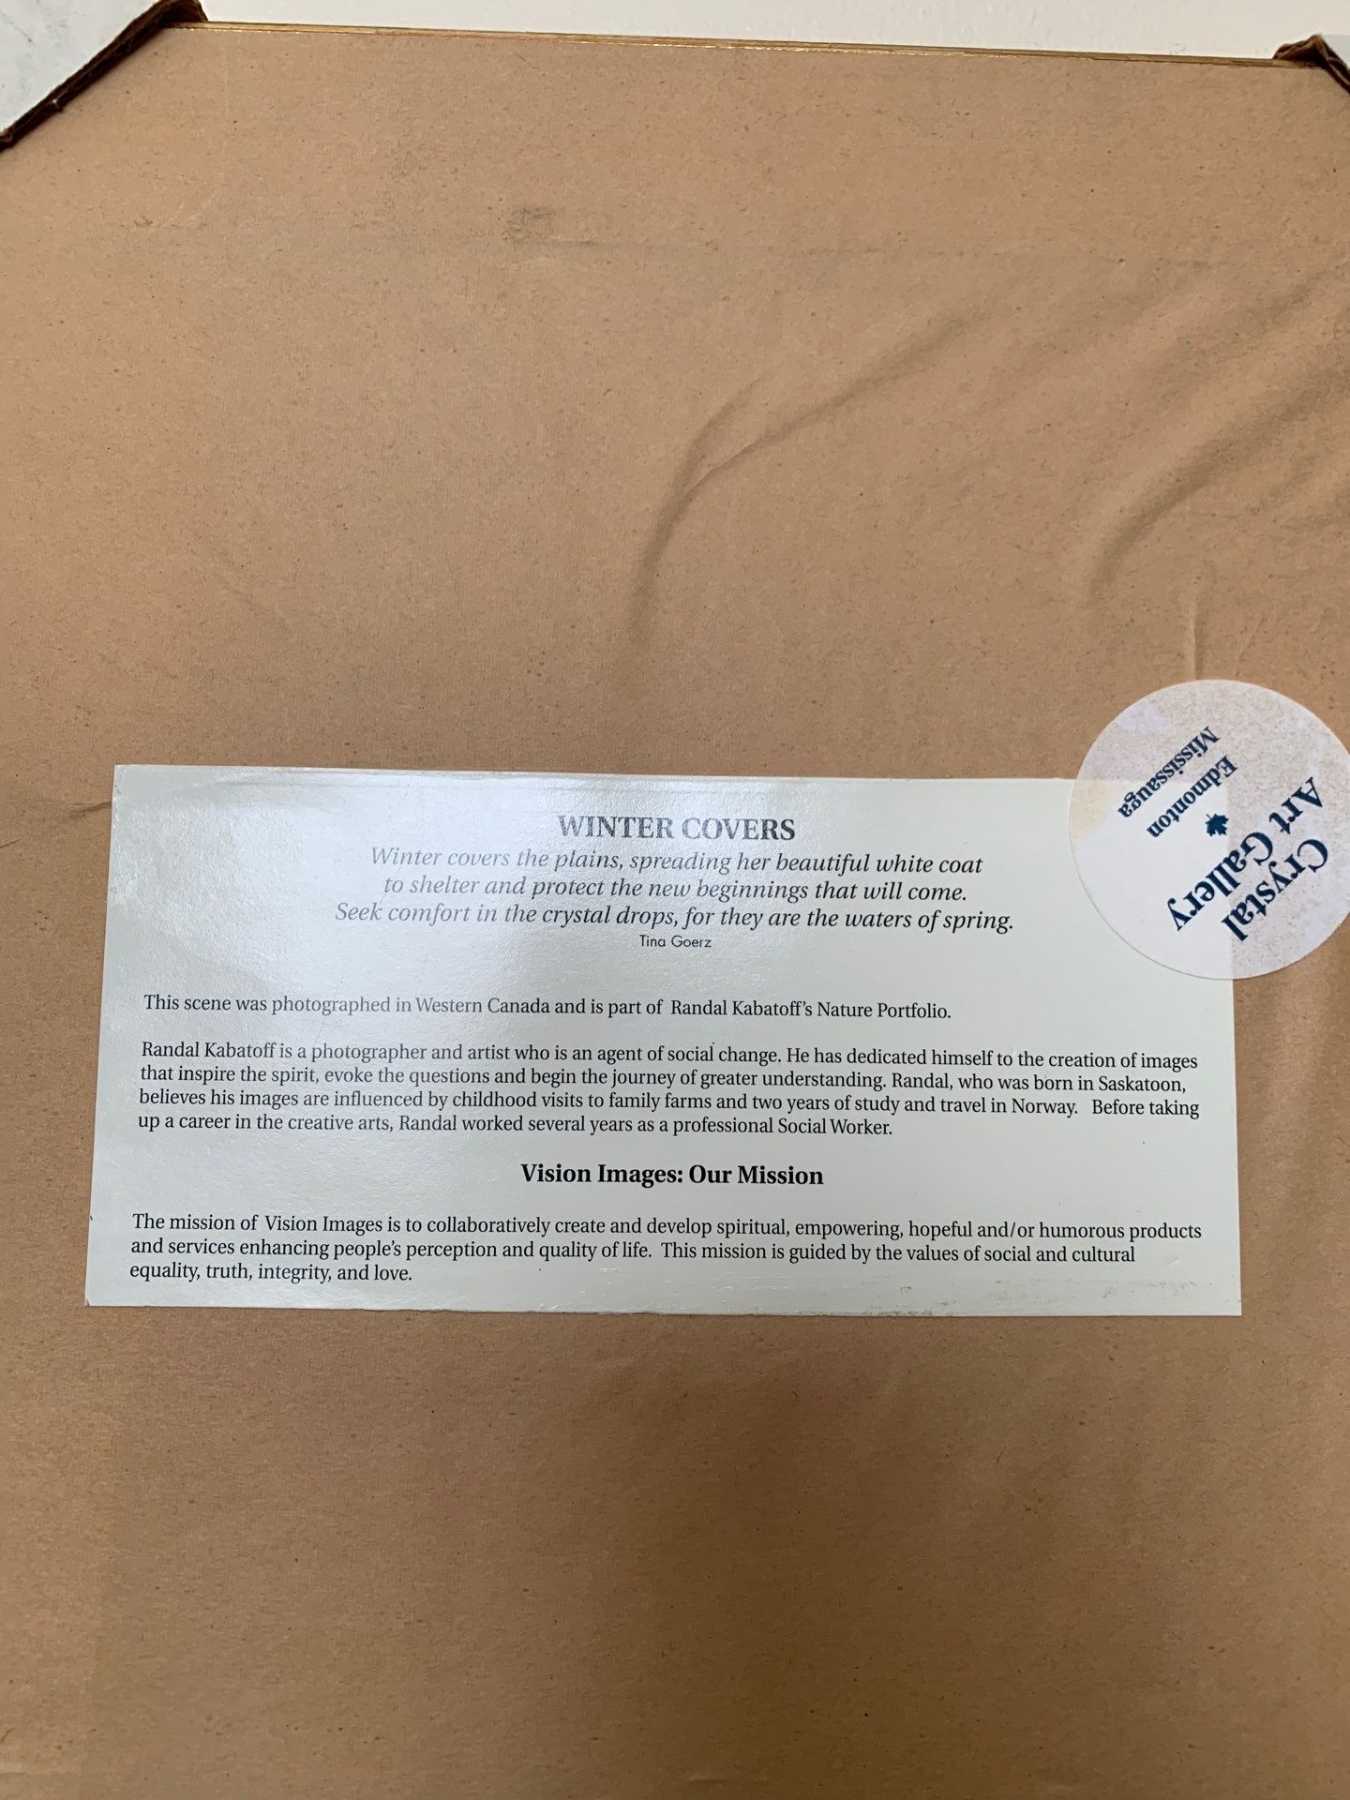 WINTER COVERS
Winter covers the plains, spreading her beautiful white coat
to shelter and protect the new beginnings that will come.
Seek comfort in the crystal drops, for they are the waters of spring.
Tina Goerz
This scene was photographed in Western Canada and is part of Randal Kabatoff's Nature Portfolio.
Randal Kabatoff is a photographer and artist who is an agent of social change. He has dedicated himself to the creation of images
that inspire the spirit, evoke the questions and begin the journey of greater understanding. Randal, who was born in Saskatoon,
believes his images are influenced by childhood visits to family farms and two years of study and travel in Norway. Before taking
up a career in the creative arts, Randal worked several years as a professional Social Worker.
Vision Images: Our Mission
The mission of Vision Images is to collaboratively create and develop spiritual, empowering, hopeful and/or humorous products
and services enhancing people's perception and quality of life. This mission is guided by the values of social and cultural
equality, truth, integrity, and love.
Crystal
Art Gallery
Edmonton
Mississauga